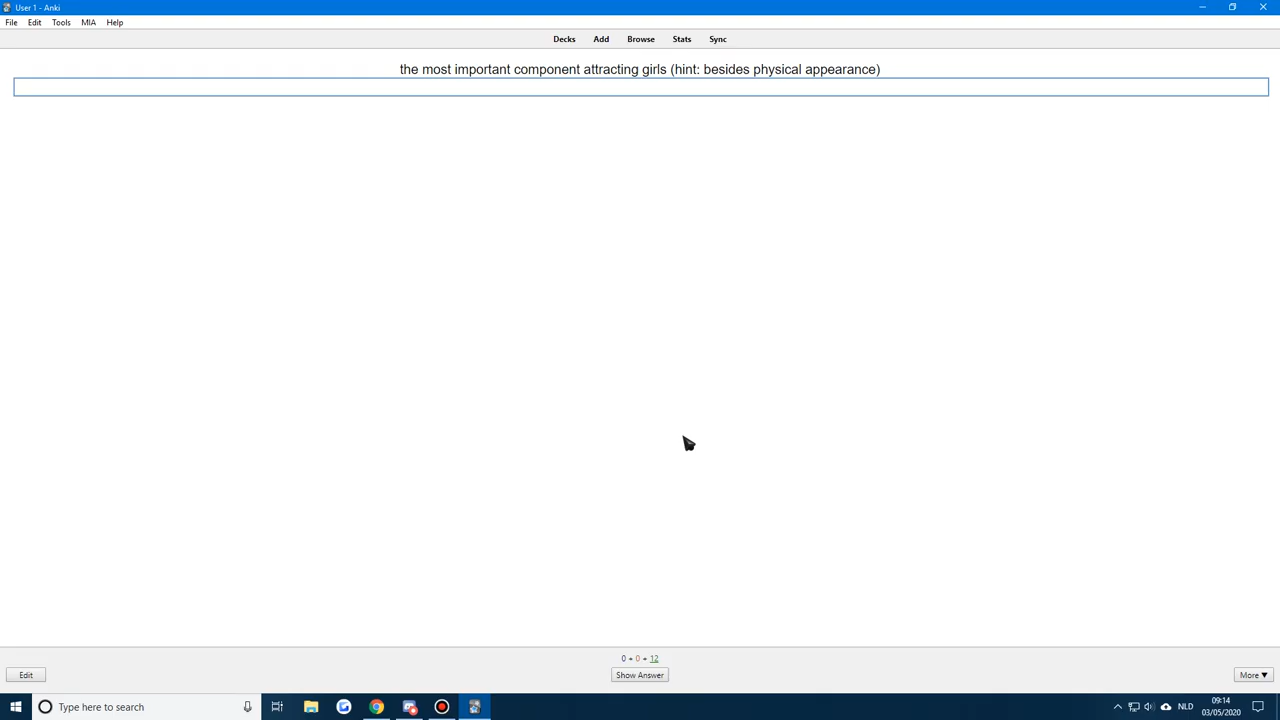 User 1 - Anki
File Edit Tools MIA Help
Decks Add Browse Stats Sync
the most important component attracting girls (hint: besides physical appearance)
0 + 0 + 12
Edit Show Answer More ▼
Type here to search NLD 09:14
03/05/2020